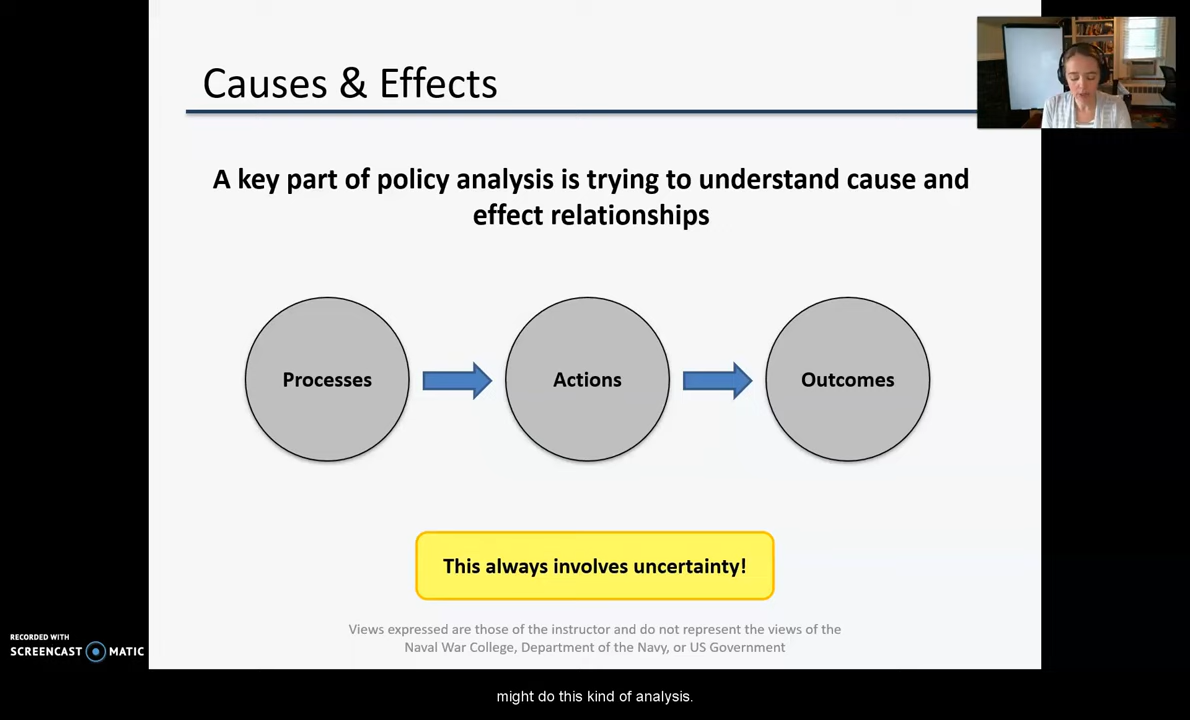 Causes & Effects
A key part of policy analysis is trying to understand cause and
effect relationships
Processes
Actions
Outcomes
This always involves uncertainty!
Views expressed are those of the instructor and do not represent the views of the
Naval War College, Department of the Navy, or US Government
RECORDED WITH
SCREENCAST MATIC
might do this kind of analysis.